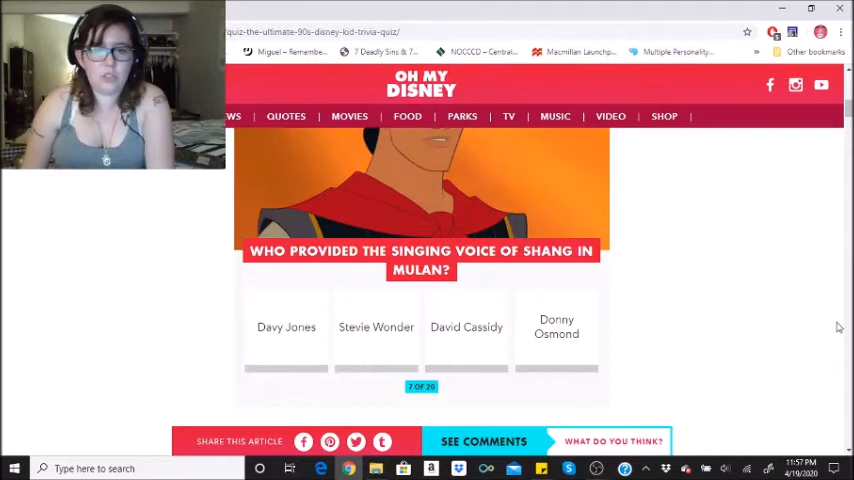 /quiz-the-ultimate-90s-disney-kid-trivia-quiz/
Miguel – Remembe...
7 Deadly Sins & 7...
NOCCCD – Central...
Macmillan Launchp...
Multiple Personality...
»
Other bookmarks
OH MY
DISNEY
WS | QUOTES | MOVIES | FOOD | PARKS | TV | MUSIC | VIDEO | SHOP |
WHO PROVIDED THE SINGING VOICE OF SHANG IN
MULAN?
Davy Jones
Stevie Wonder
David Cassidy
Donny
Osmond
7 OF 20
SHARE THIS ARTICLE
SEE COMMENTS
WHAT DO YOU THINK?
Type here to search
11:57 PM
4/19/2020